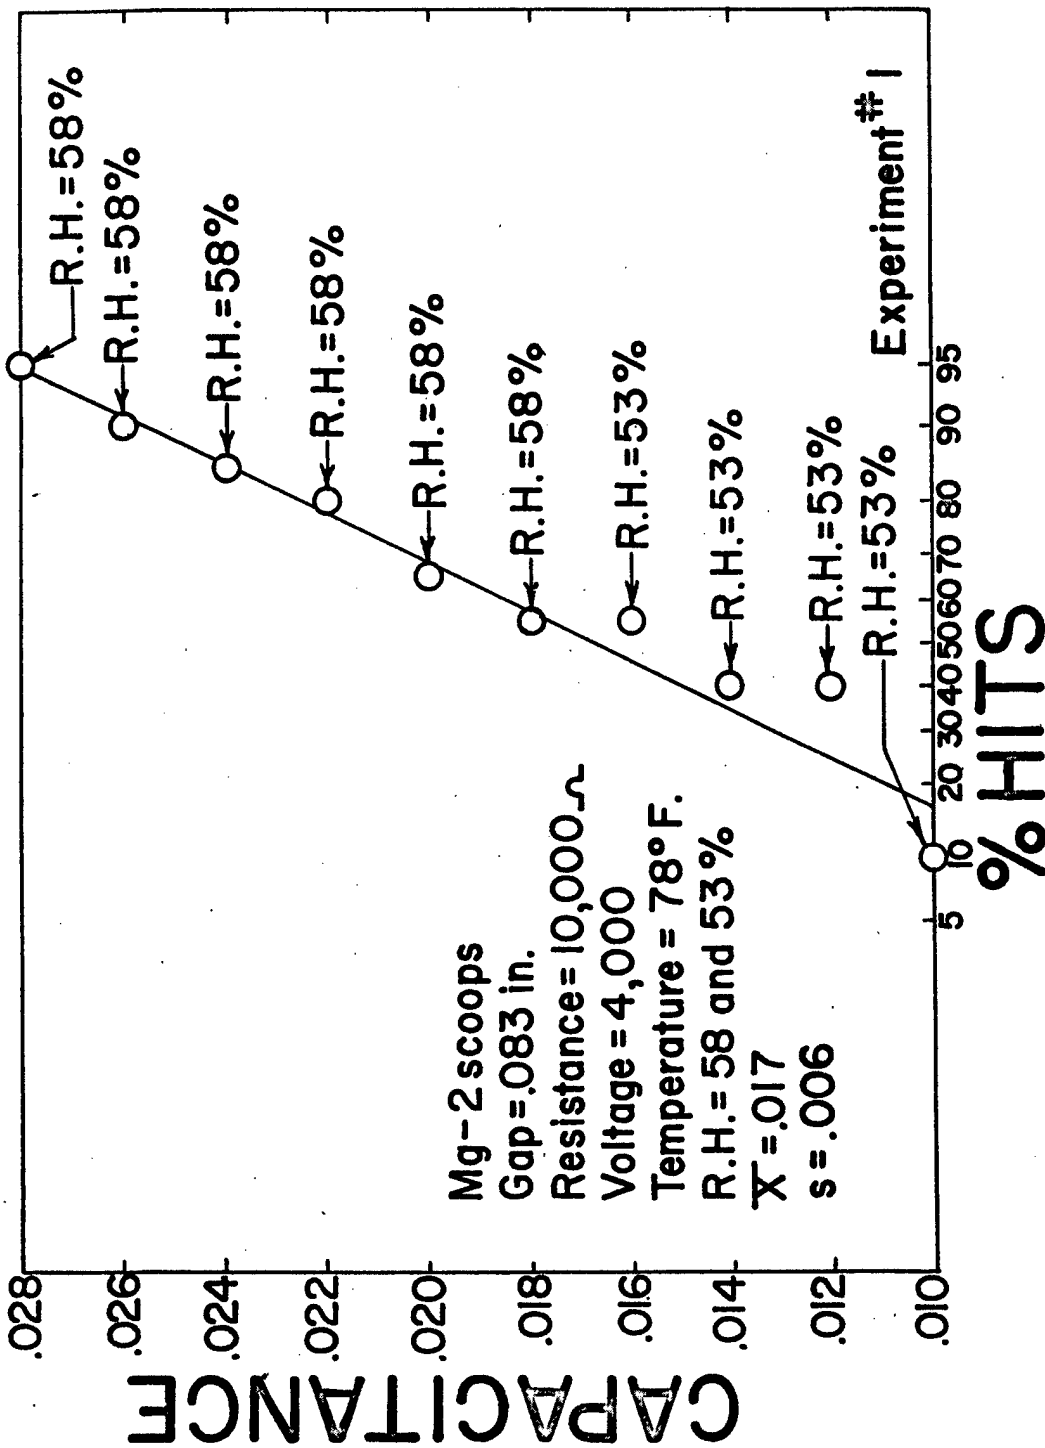 CAPACITANCE
.028
.026
.024
.022
.020
.018
.016
.014
.012
.010
R.H.=58%
R.H.=58%
R.H.=58%
R.H.=58%
R.H.=58%
R.H.=58%
R.H.=53%
R.H.=53%
R.H.=53%
R.H.=53%
Mg-2 scoops
Gap=.083 in.
Resistance=10,000Ω
Voltage=4,000
Temperature = 78° F.
R.H.= 58 and 53%
X̄=.017
s=.006
Experiment #1
5 10 20 30 40 50 60 70 80 90 95
% HITS